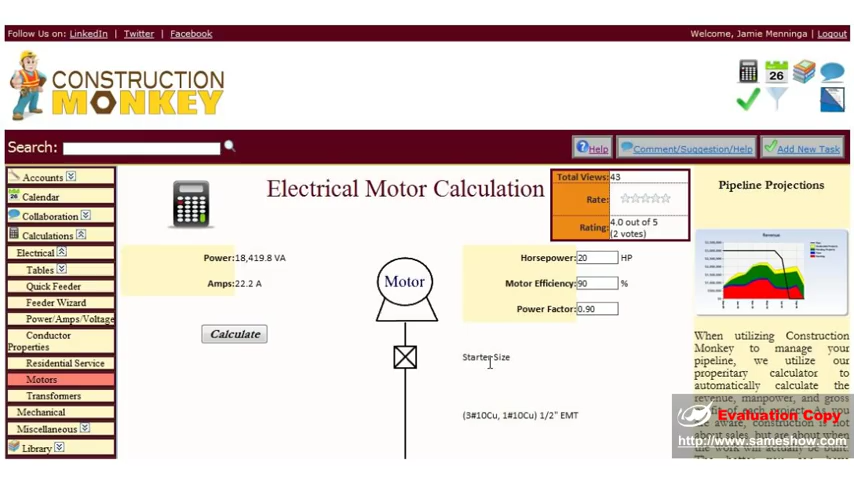 Follow Us on: LinkedIn | Twitter | Facebook
Welcome, Jamie Menninga | Logout
CONSTRUCTION
MONKEY
26
Search:
Help
Comment/Suggestion/Help
Add New Task
Accounts
26 Calendar
Collaboration
Calculations
Electrical
Tables
Quick Feeder
Feeder Wizard
Power/Amps/Voltage
Conductor
Properties
Residential Service
Motors
Transformers
Mechanical
Miscellaneous
Library
Electrical Motor Calculation
Total Views: 43
Rate:
Rating: 4.0 out of 5
(2 votes)
Power: 18,419.8 VA
Amps: 22.2 A
Calculate
Motor
Horsepower: 20 HP
Motor Efficiency: 90 %
Power Factor: 0.90
Starter Size
(3#10Cu, 1#10Cu) 1/2" EMT
Pipeline Projections
Revenue
When utilizing Construction
Monkey to manage your
pipeline, we utilize our
properitary calculator to
automatically calculate the
revenue, manpower, and gross
Evaluation Copy
http://www.sameshow.com